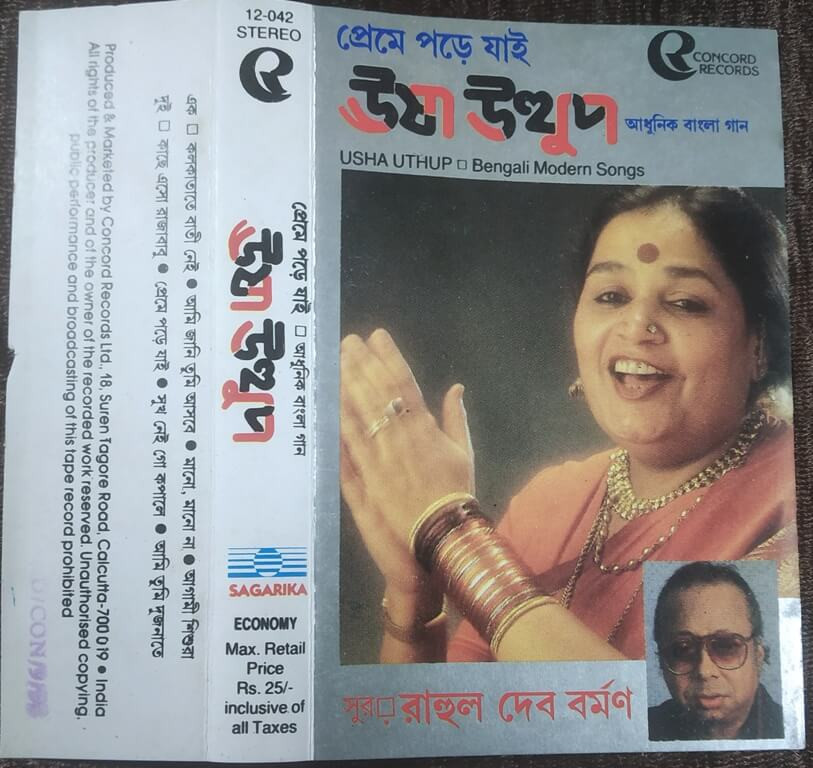 প্রেমে পড়ে যাই
CONCORD
RECORDS
ঊষা উত্থুপ
আধুনিক বাংলা গান
USHA UTHUP □ Bengali Modern Songs
সুর □ রাহুল দেব বর্মণ
12-042
STEREO
প্রেমে পড়ে যাই □ আধুনিক বাংলা গান
ঊষা উত্থুপ
SAGARIKA
ECONOMY
Max. Retail
Price
Rs. 25/-
inclusive of
all Taxes
এক □ কলকাতাতে বাড়ী নেই ● আমি জানি তুমি আসবে ● মানো, মানো না ● আগামী শিশুরা
দুই □ কাছে এসো রাজাবাবু ● প্রেমে পড়ে যাই ● সুখ নেই গো কপালে ● আমি তুমি দুজনাতে
Produced & Marketed by Concord Records Ltd., 18, Suren Tagore Road, Calcutta-700 019 ● India
All rights of the producer and of the owner of the recorded work reserved. Unauthorised copying,
public performance and broadcasting of this tape record prohibited